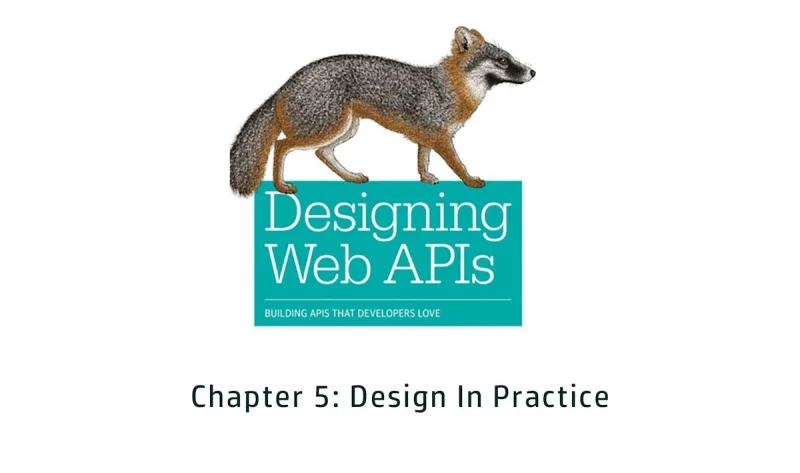 Designing
Web APIs
BUILDING APIS THAT DEVELOPERS LOVE
Chapter 5: Design In Practice